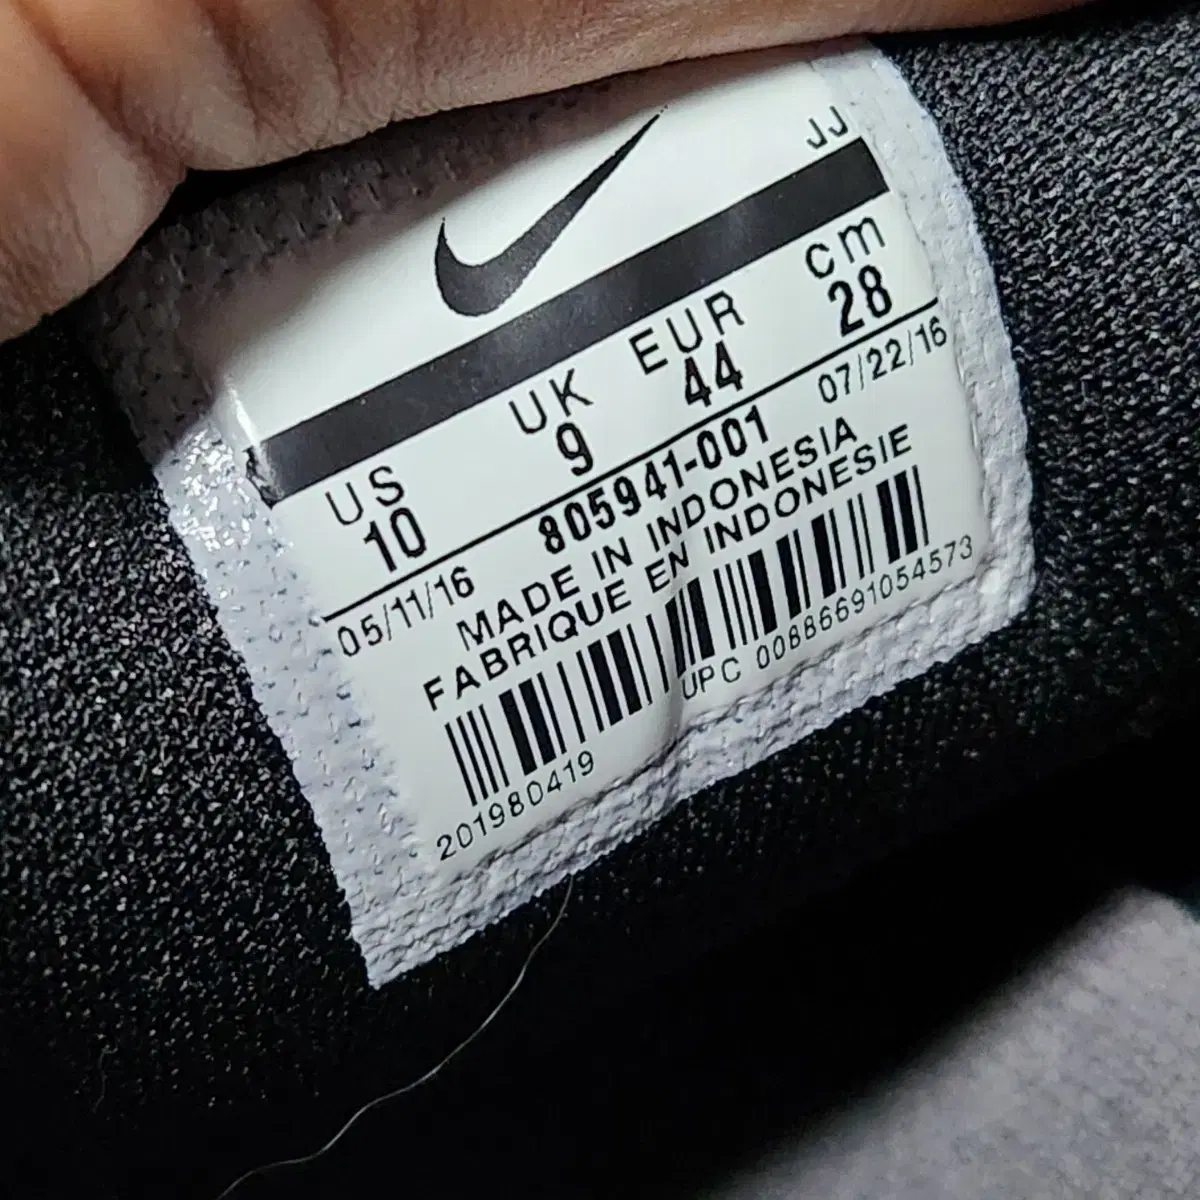 JJ
US UK EUR cm
10 9 44 28
05/11/16 805941-001 07/22/16
MADE IN INDONESIA
FABRIQUE EN INDONESIE
UPC 00886691054573
201980419